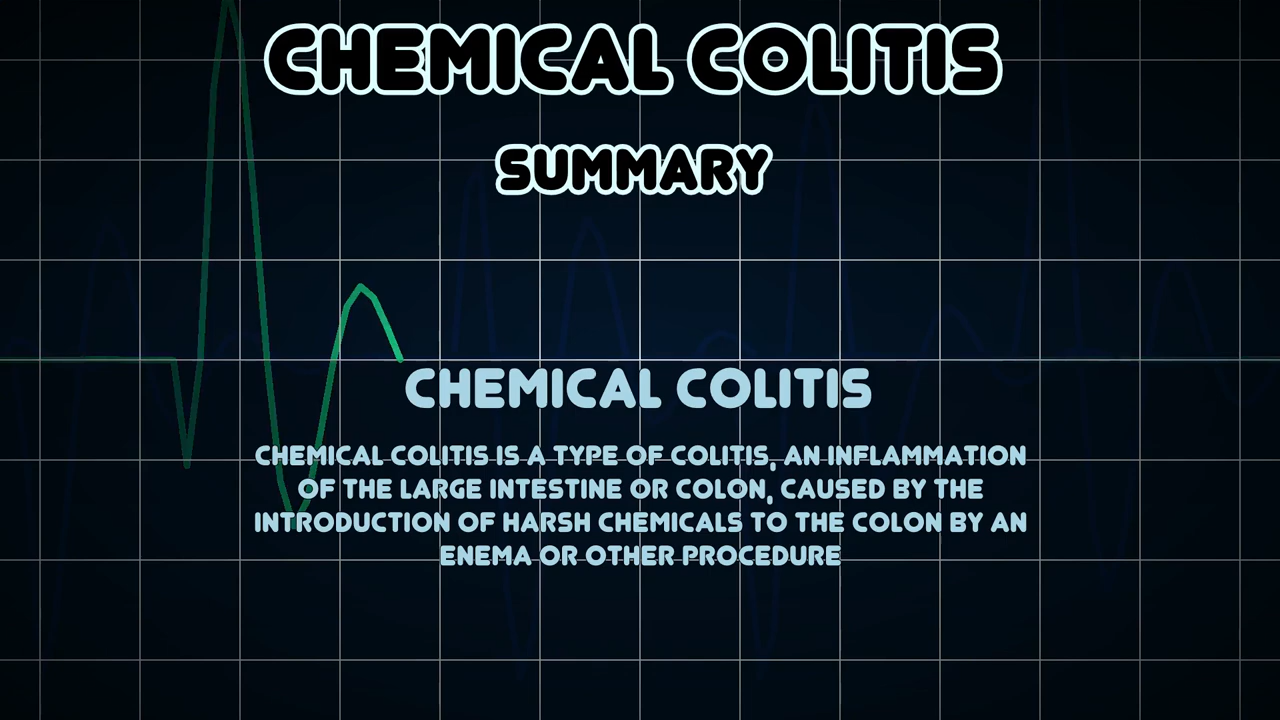 CHEMICAL COLITIS
SUMMARY
CHEMICAL COLITIS
CHEMICAL COLITIS IS A TYPE OF COLITIS, AN INFLAMMATION
OF THE LARGE INTESTINE OR COLON, CAUSED BY THE
INTRODUCTION OF HARSH CHEMICALS TO THE COLON BY AN
ENEMA OR OTHER PROCEDURE